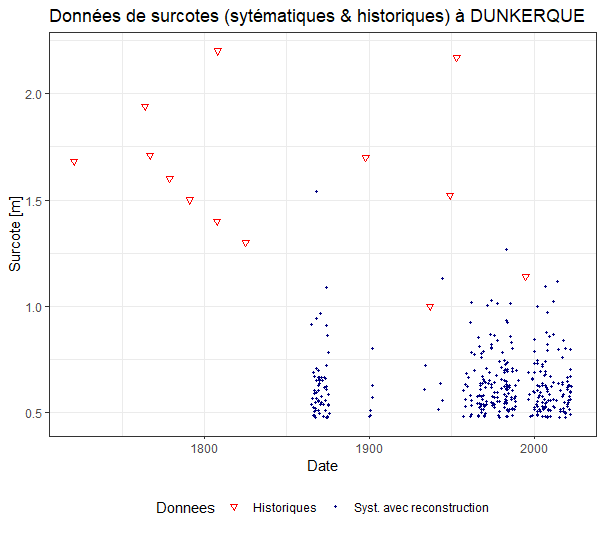 Données de surcotes (sytématiques & historiques) à DUNKERQUE
2.0
1.5
1.0
0.5
Surcote [m]
1800
1900
2000
Date
Donnees
Historiques
Syst. avec reconstruction